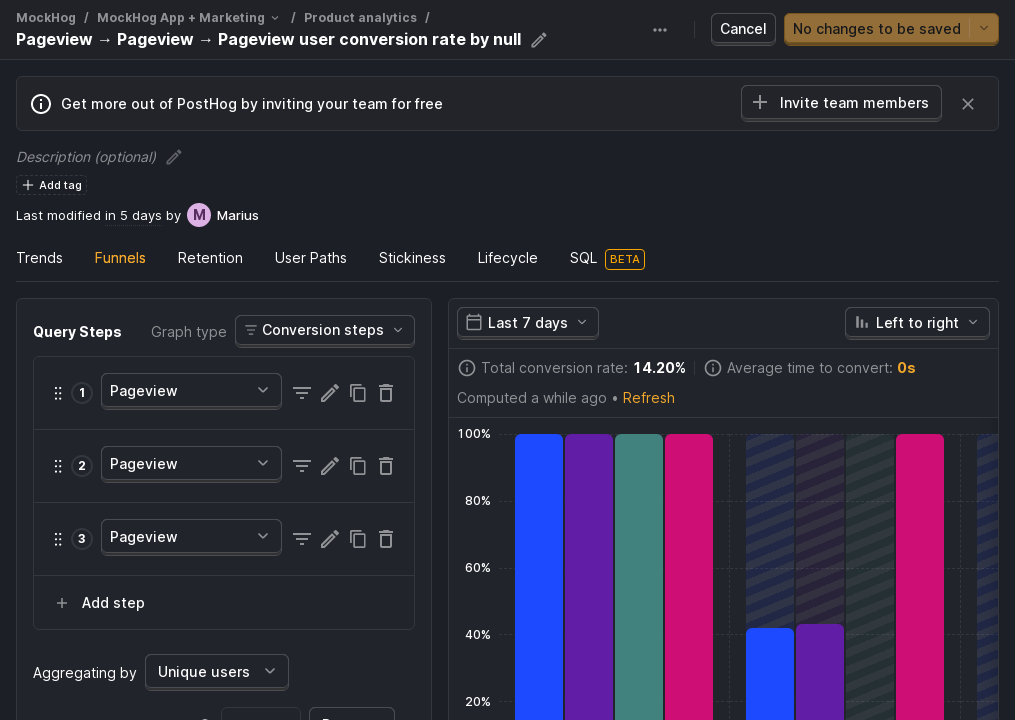 MockHog / MockHog App + Marketing / Product analytics /
Pageview → Pageview → Pageview user conversion rate by null
Cancel
No changes to be saved
Get more out of PostHog by inviting your team for free
Invite team members
Description (optional)
Add tag
Last modified in 5 days by M Marius
Trends Funnels Retention User Paths Stickiness Lifecycle SQL BETA
Query Steps Graph type Conversion steps
1 Pageview
2 Pageview
3 Pageview
Add step
Aggregating by Unique users
Last 7 days Left to right
Total conversion rate: 14.20% Average time to convert: 0s
Computed a while ago • Refresh
100%
80%
60%
40%
20%